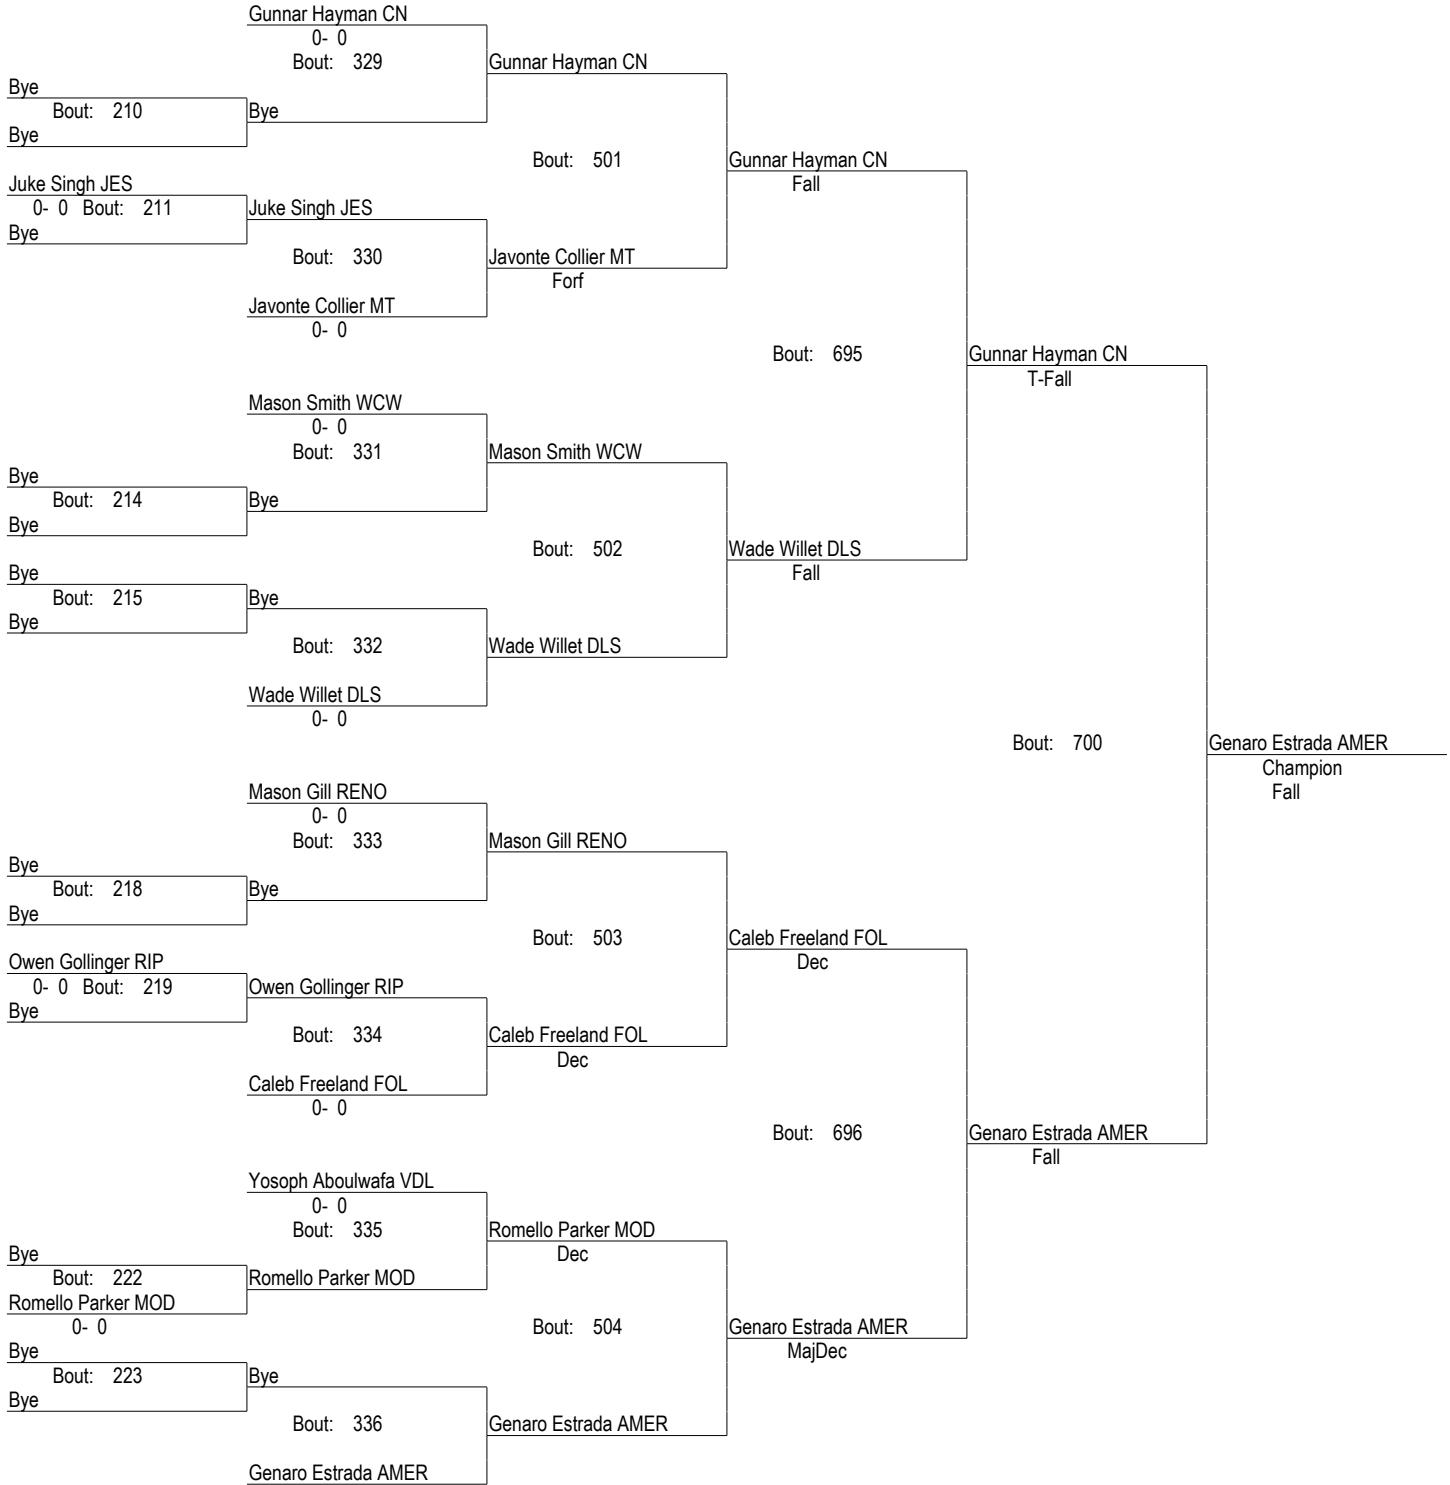 Gunnar Hayman CN
0- 0
Bout: 329
Gunnar Hayman CN
Bye
Bout: 210
Bye
Bye
Bout: 501
Gunnar Hayman CN
Fall
Juke Singh JES
0- 0 Bout: 211
Juke Singh JES
Bye
Bout: 330
Javonte Collier MT
Forf
Javonte Collier MT
0- 0
Bout: 695
Gunnar Hayman CN
T-Fall
Mason Smith WCW
0- 0
Bout: 331
Mason Smith WCW
Bye
Bout: 214
Bye
Bye
Bout: 502
Wade Willet DLS
Fall
Bye
Bout: 215
Bye
Bye
Bout: 332
Wade Willet DLS
Wade Willet DLS
0- 0
Bout: 700
Genaro Estrada AMER
Champion
Fall
Mason Gill RENO
0- 0
Bout: 333
Mason Gill RENO
Bye
Bout: 218
Bye
Bye
Bout: 503
Caleb Freeland FOL
Dec
Owen Gollinger RIP
0- 0 Bout: 219
Owen Gollinger RIP
Bye
Bout: 334
Caleb Freeland FOL
Dec
Caleb Freeland FOL
0- 0
Bout: 696
Genaro Estrada AMER
Fall
Yosoph Aboulwafa VDL
0- 0
Bout: 335
Romello Parker MOD
Dec
Bye
Bout: 222
Romello Parker MOD
Romello Parker MOD
0- 0
Bout: 504
Genaro Estrada AMER
MajDec
Bye
Bout: 223
Bye
Bye
Bout: 336
Genaro Estrada AMER
Genaro Estrada AMER